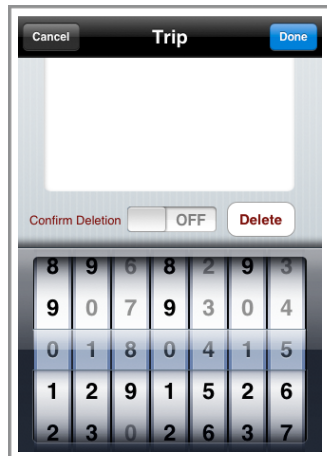 Cancel Trip Done
Confirm Deletion OFF Delete
8 9 6 8 2 9 3
9 0 7 9 3 0 4
0 1 8 0 4 1 5
1 2 9 1 5 2 6
2 3 0 2 6 3 7